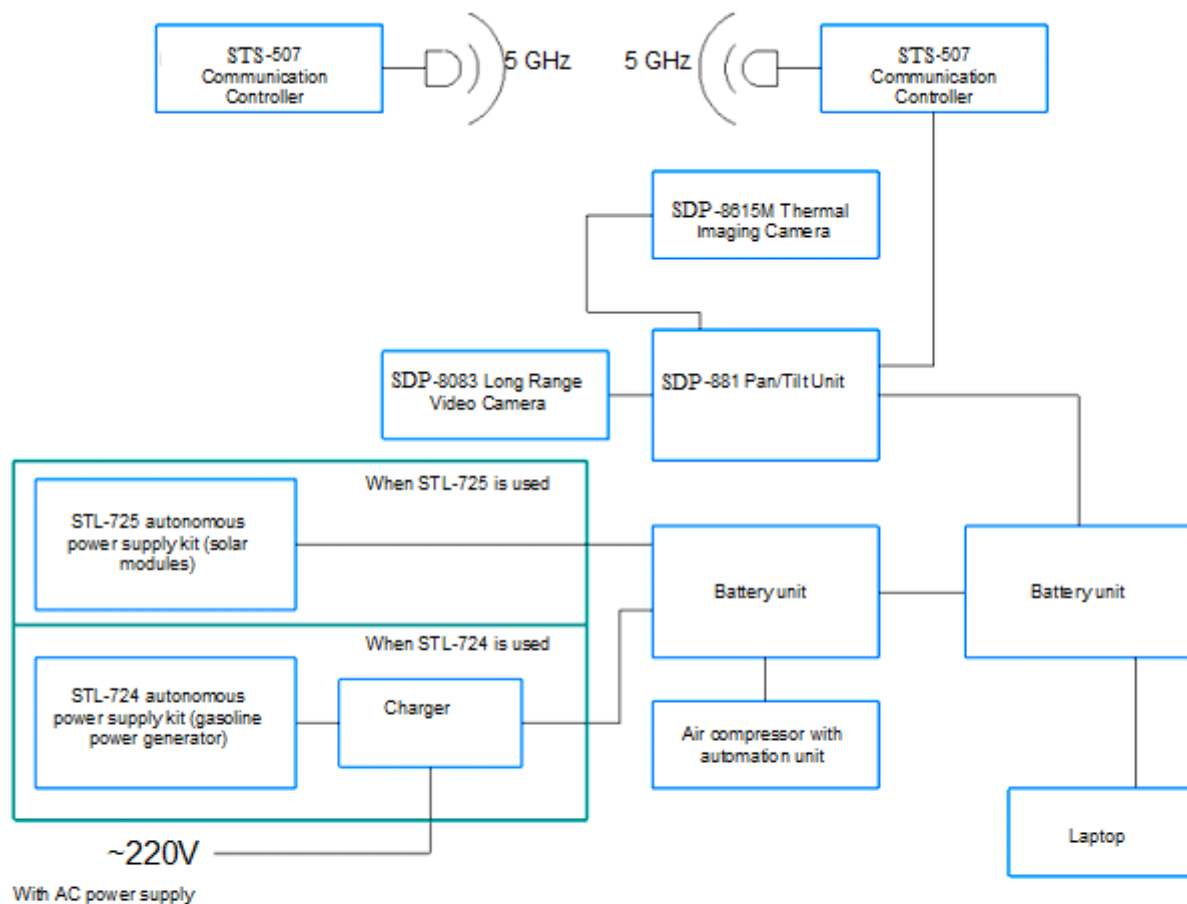 STS-507
Communication
Controller
5 GHz
5 GHz
STS-507
Communication
Controller
SDP-8615M Thermal
Imaging Camera
SDP-8083 Long Range
Video Camera
SDP-881 Pan/Tilt Unit
When STL-725 is used
STL-725 autonomous
power supply kit (solar
modules)
Battery unit
Battery unit
When STL-724 is used
STL-724 autonomous
power supply kit (gasoline
power generator)
Charger
Air compressor with
automation unit
Laptop
~220V
With AC power supply